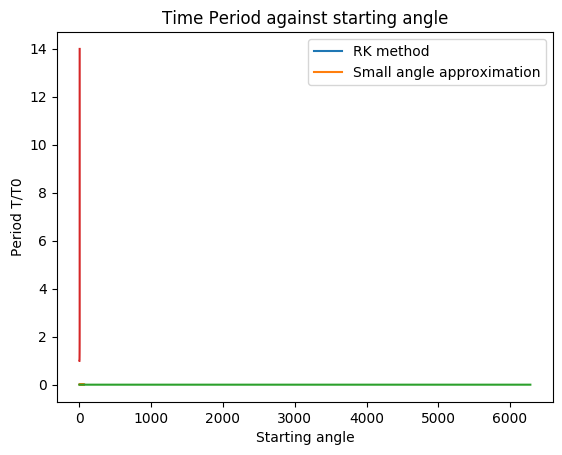 Time Period against starting angle
RK method
Small angle approximation
Period T/T0
14
12
10
8
6
4
2
0
0 1000 2000 3000 4000 5000 6000
Starting angle